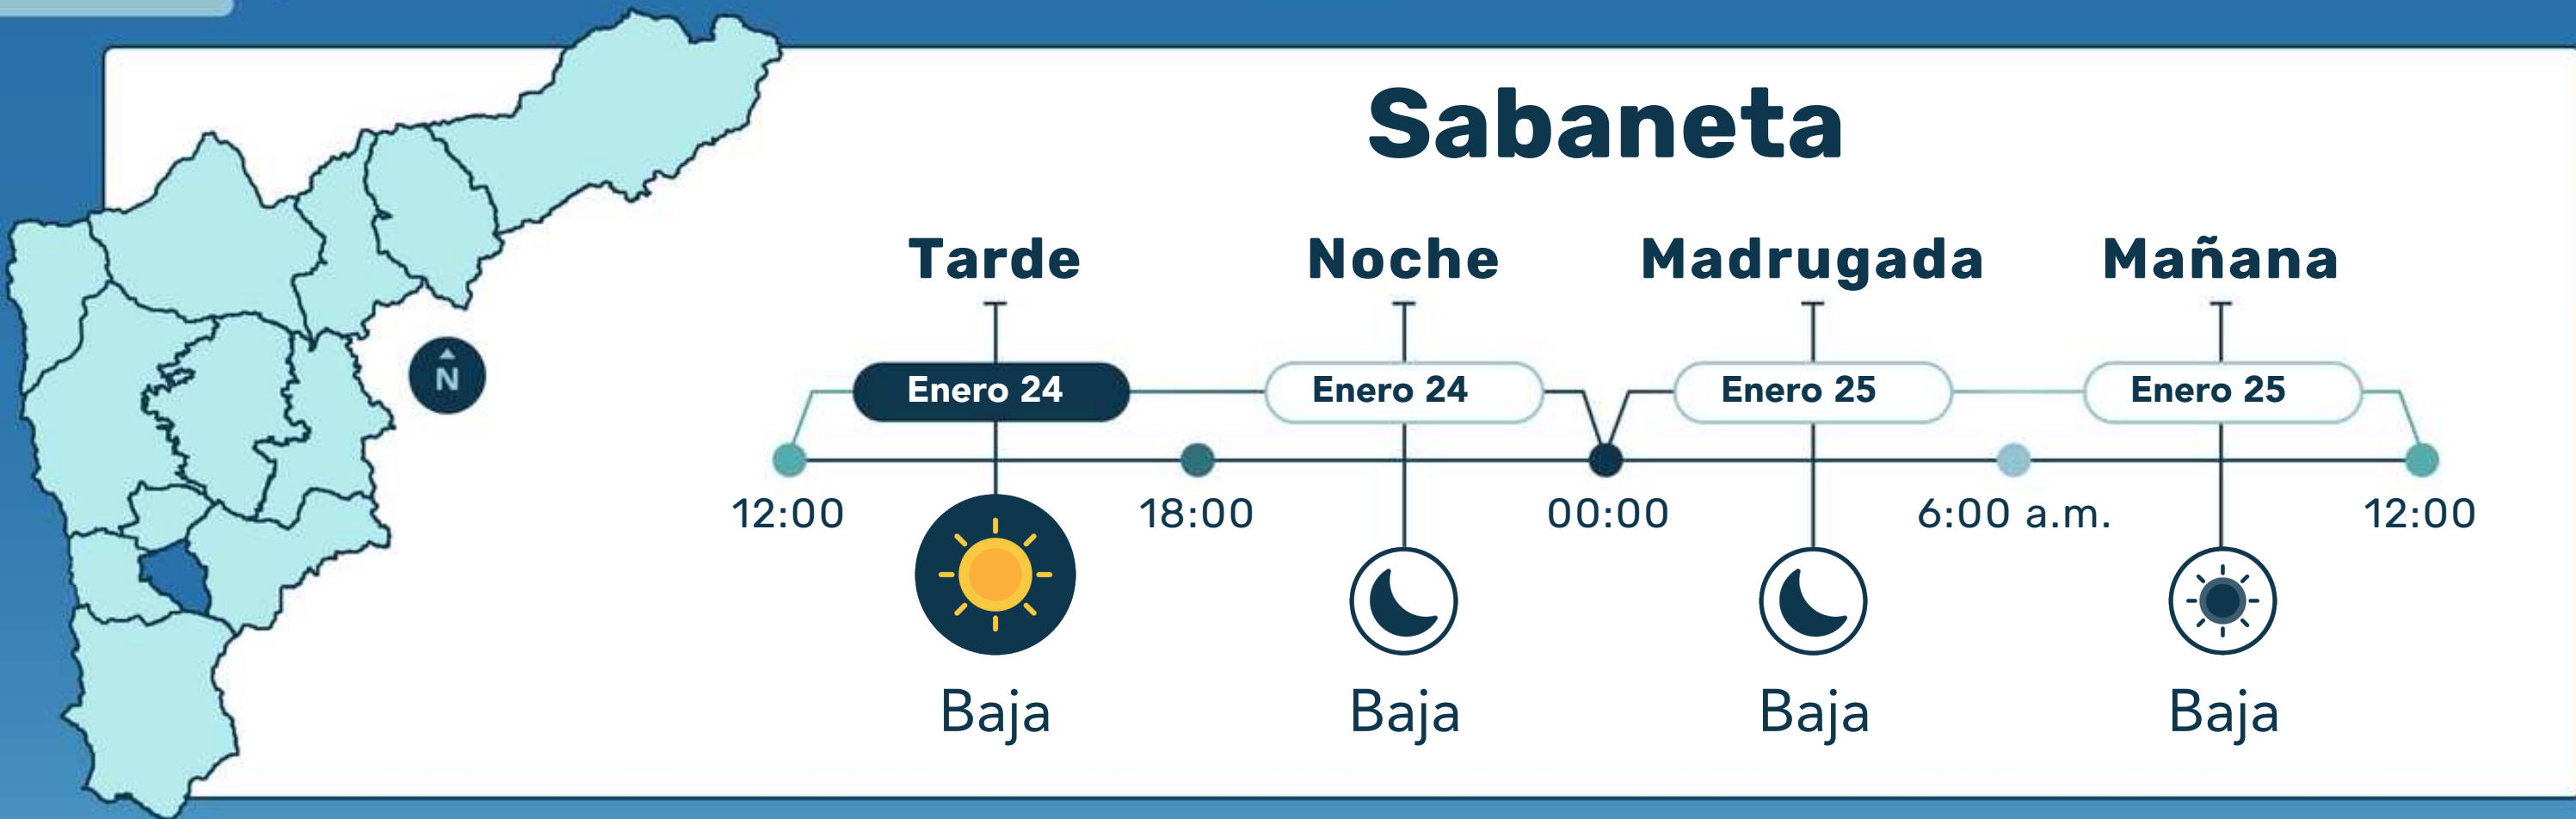 Sabaneta
Tarde Noche Madrugada Mañana
Enero 24 Enero 24 Enero 25 Enero 25
N
12:00 18:00 00:00 6:00 a.m. 12:00
Baja Baja Baja Baja